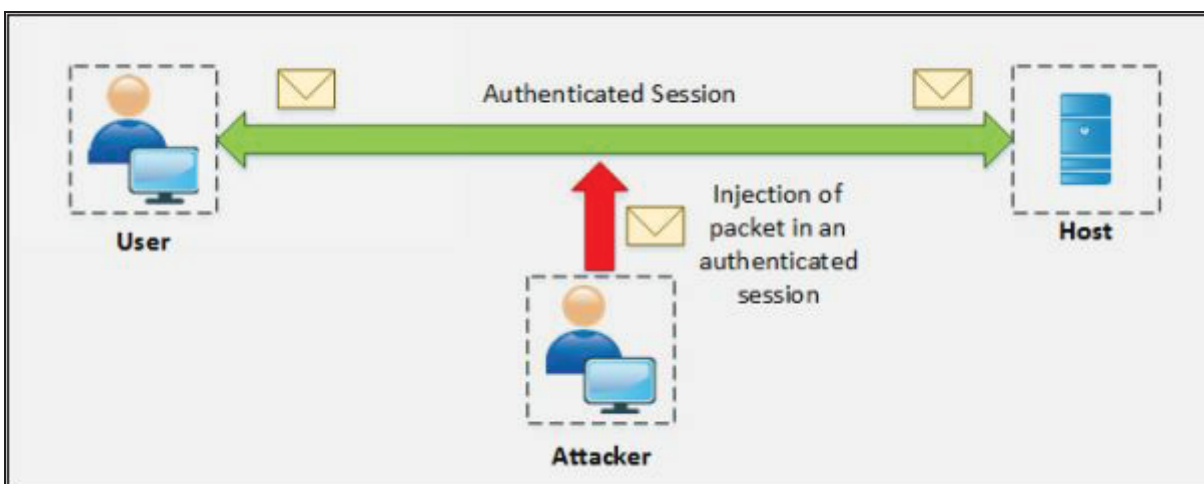 Authenticated Session
User
Injection of
packet in an
authenticated
session
Host
Attacker